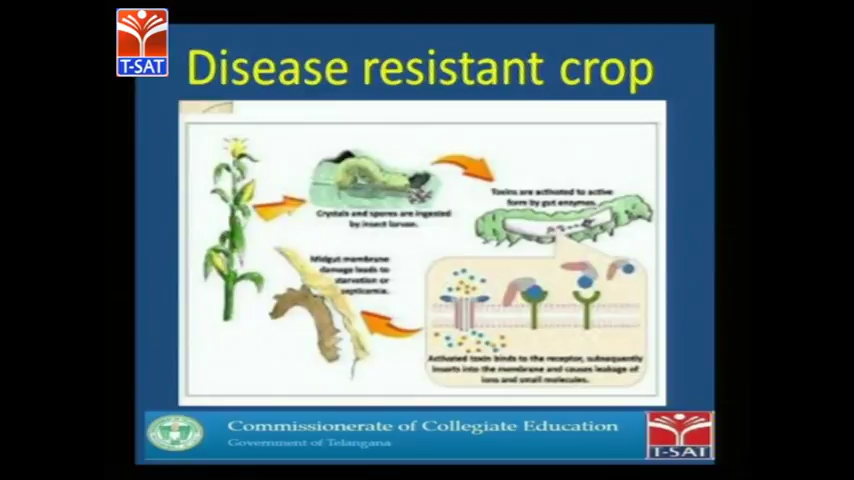 T-SAT
Disease resistant crop
Crystals and spores are ingested
by insect larvae.
Toxins are activated to active
form by gut enzymes.
Midgut membrane
damage leads to
starvation or
septicemia.
Activated toxin binds to the receptor, subsequently
inserts into the membrane and causes leakage of
ions and small molecules.
Commissionerate of Collegiate Education
Government of Telangana
T-SAT